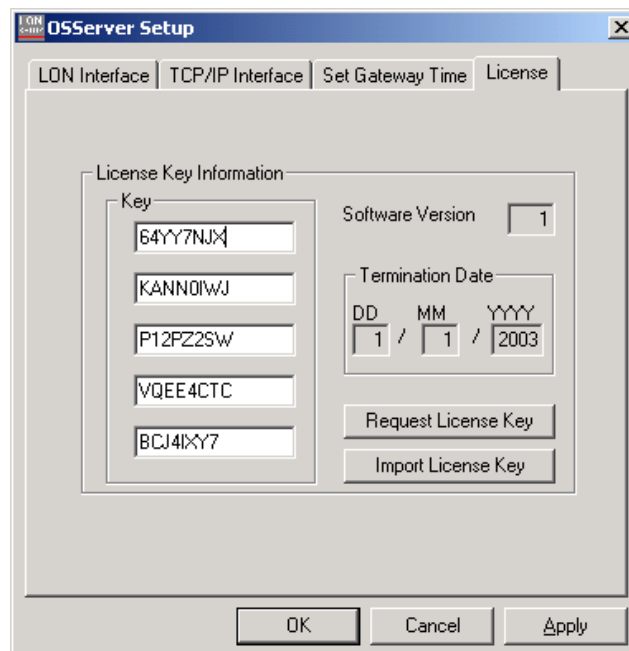 LON
OSServer Setup
LON Interface TCP/IP Interface Set Gateway Time License
License Key Information
Key
64YY7NJX
KANN0IWJ
P12PZ2SW
VQEE4CTC
BCJ4IXY7
Software Version 1
Termination Date
DD MM YYYY
1 / 1 / 2003
Request License Key
Import License Key
OK Cancel Apply